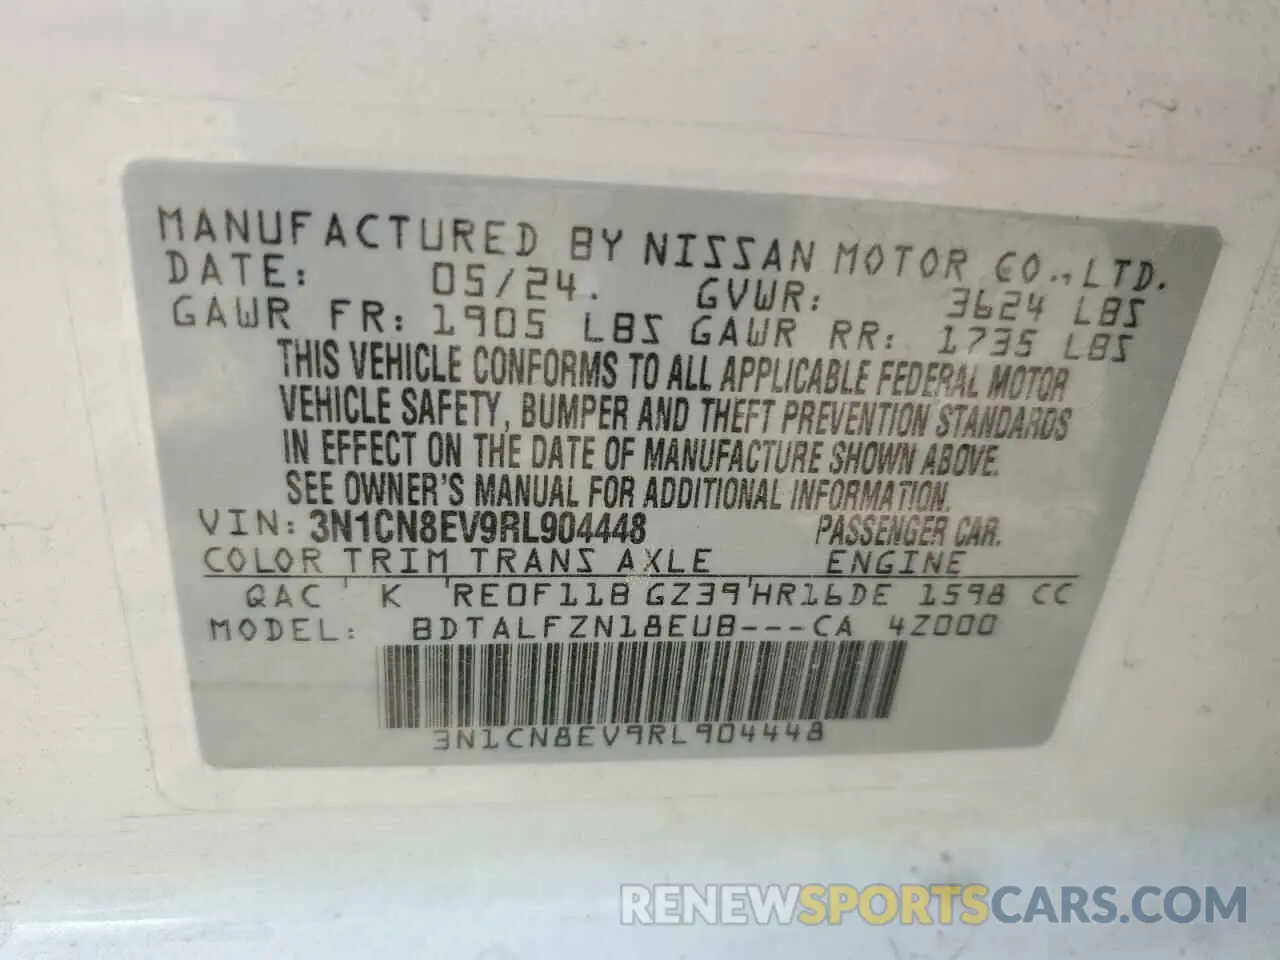 MANUFACTURED BY NISSAN MOTOR CO., LTD.
DATE: 05/24. GVWR: 3624 LBS
GAWR FR: 1905 LBS GAWR RR: 1735 LBS
THIS VEHICLE CONFORMS TO ALL APPLICABLE FEDERAL MOTOR
VEHICLE SAFETY, BUMPER AND THEFT PREVENTION STANDARDS
IN EFFECT ON THE DATE OF MANUFACTURE SHOWN ABOVE.
SEE OWNER'S MANUAL FOR ADDITIONAL INFORMATION.
VIN: 3N1CN8EV9RL904448 PASSENGER CAR.
COLOR TRIM TRANS AXLE ENGINE
QAC K RE0F11B GZ39 HR16DE 1598 CC
MODEL: BDTALFZN18EUB---CA 4Z000
3N1CN8EV9RL904448
RENEWSPORTSCARS.COM